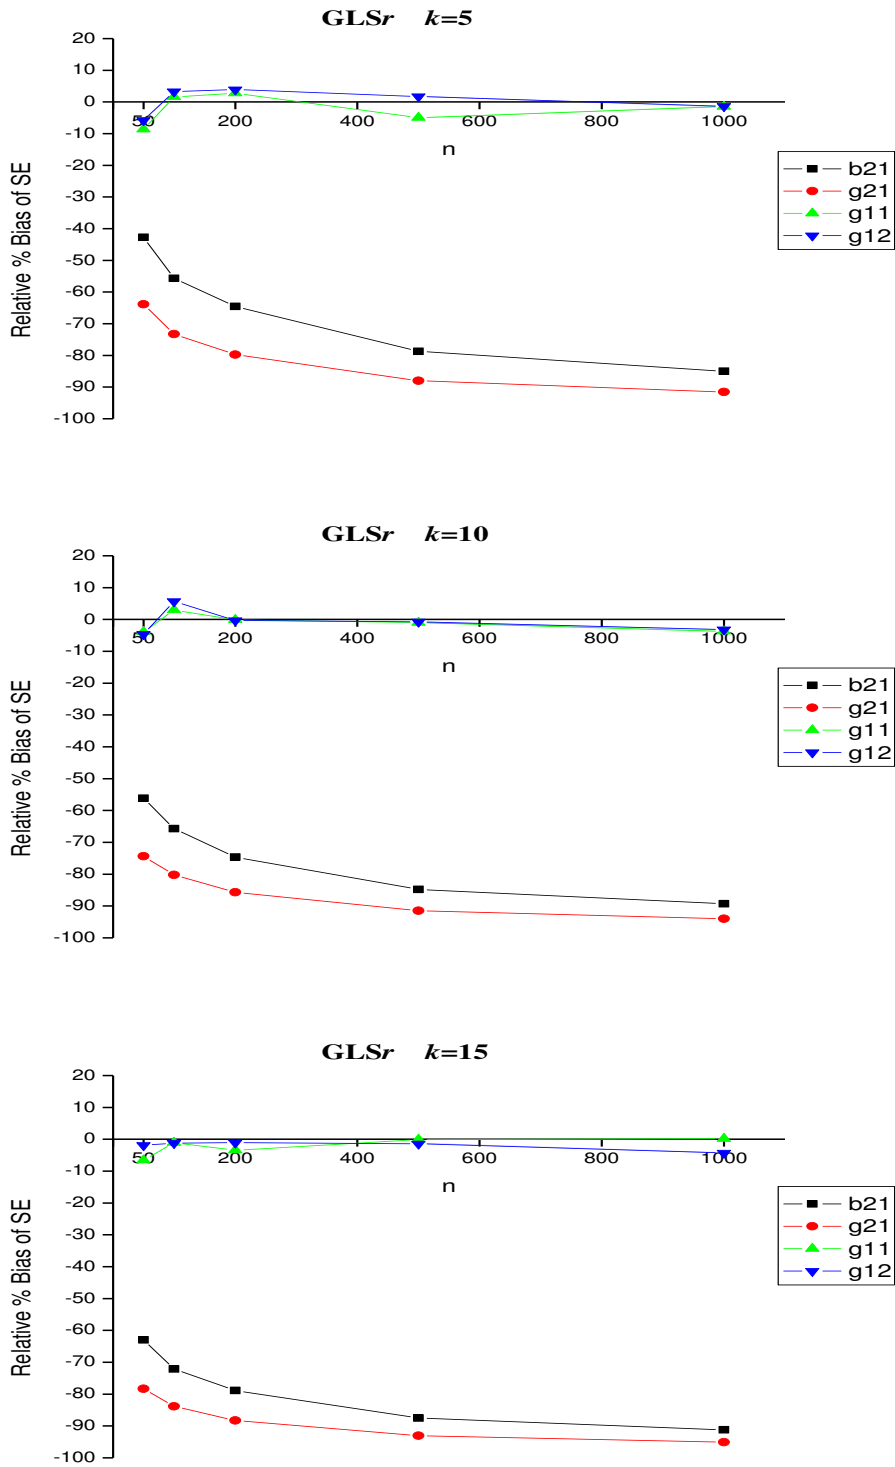 GLSr k=5
20
10
0
-10
-20
-30
-40
-50
-60
-70
-80
-90
-100
Relative % Bias of SE
50 200 400 600 800 1000
n
b21
g21
g11
g12
GLSr k=10
20
10
0
-10
-20
-30
-40
-50
-60
-70
-80
-90
-100
Relative % Bias of SE
50 200 400 600 800 1000
n
b21
g21
g11
g12
GLSr k=15
20
10
0
-10
-20
-30
-40
-50
-60
-70
-80
-90
-100
Relative % Bias of SE
50 200 400 600 800 1000
n
b21
g21
g11
g12